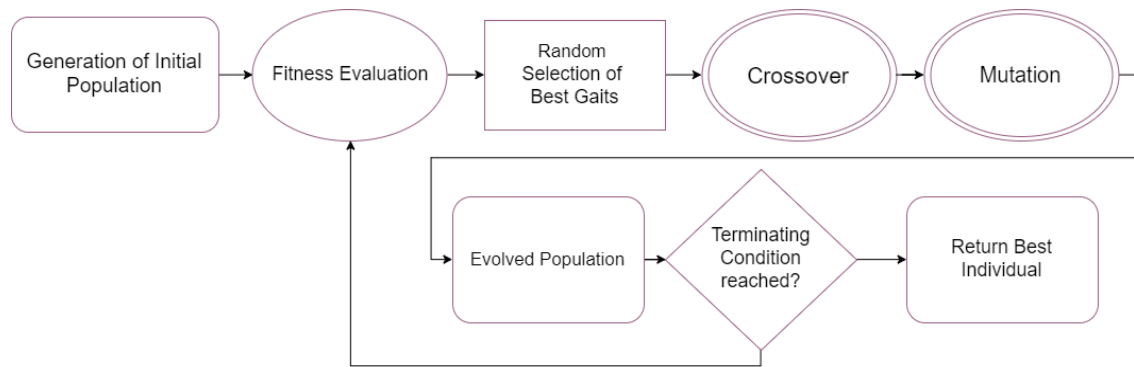 Generation of Initial
Population
Fitness Evaluation
Random
Selection of
Best Gaits
Crossover
Mutation
Evolved Population
Terminating
Condition
reached?
Return Best
Individual